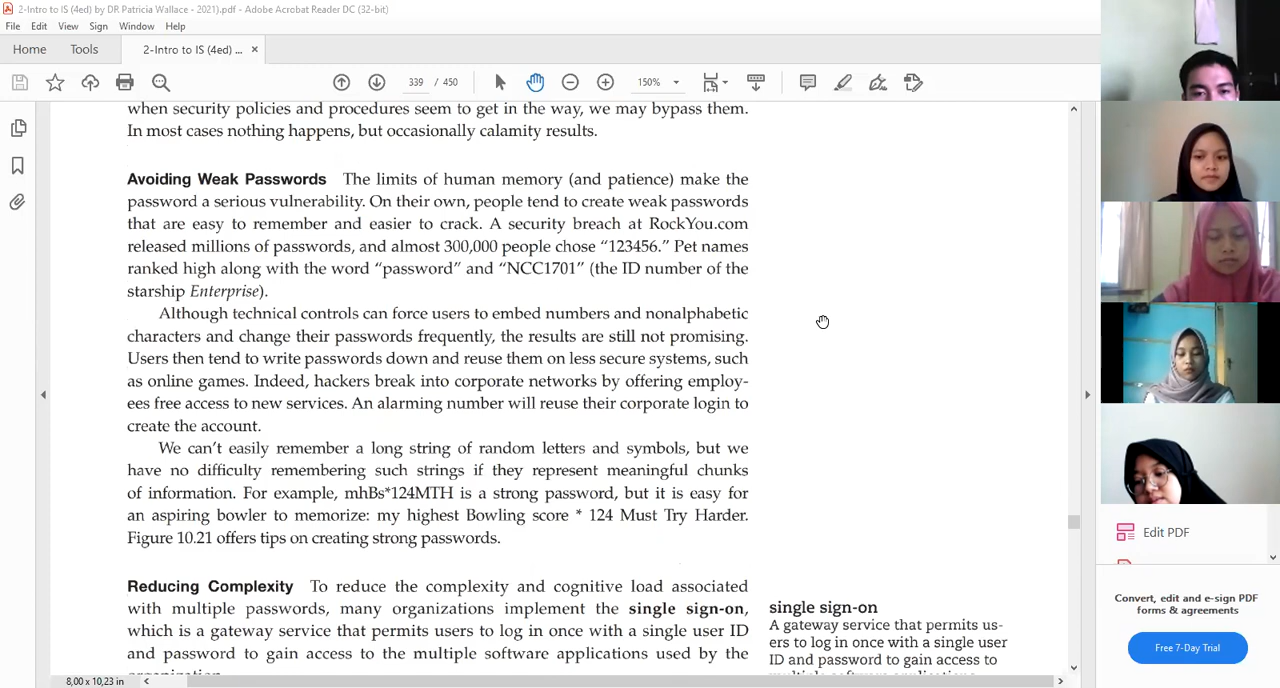 2-Intro to IS (4ed) by DR Patricia Wallace - 2021).pdf - Adobe Acrobat Reader DC (32-bit)
File Edit View Sign Window Help
Home Tools 2-Intro to IS (4ed) ... ×
339 / 450 150%
when security policies and procedures seem to get in the way, we may bypass them.
In most cases nothing happens, but occasionally calamity results.
Avoiding Weak Passwords The limits of human memory (and patience) make the
password a serious vulnerability. On their own, people tend to create weak passwords
that are easy to remember and easier to crack. A security breach at RockYou.com
released millions of passwords, and almost 300,000 people chose “123456.” Pet names
ranked high along with the word “password” and “NCC1701” (the ID number of the
starship Enterprise).
Although technical controls can force users to embed numbers and nonalphabetic
characters and change their passwords frequently, the results are still not promising.
Users then tend to write passwords down and reuse them on less secure systems, such
as online games. Indeed, hackers break into corporate networks by offering employ-
ees free access to new services. An alarming number will reuse their corporate login to
create the account.
We can’t easily remember a long string of random letters and symbols, but we
have no difficulty remembering such strings if they represent meaningful chunks
of information. For example, mhBs*124MTH is a strong password, but it is easy for
an aspiring bowler to memorize: my highest Bowling score * 124 Must Try Harder.
Figure 10.21 offers tips on creating strong passwords.
Reducing Complexity To reduce the complexity and cognitive load associated
with multiple passwords, many organizations implement the single sign-on,
which is a gateway service that permits users to log in once with a single user ID
and password to gain access to the multiple software applications used by the
organization.
single sign-on
A gateway service that permits us-
ers to log in once with a single user
ID and password to gain access to
multiple software applications
8,00 x 10,23 in
Edit PDF
Convert, edit and e-sign PDF
forms & agreements
Free 7-Day Trial